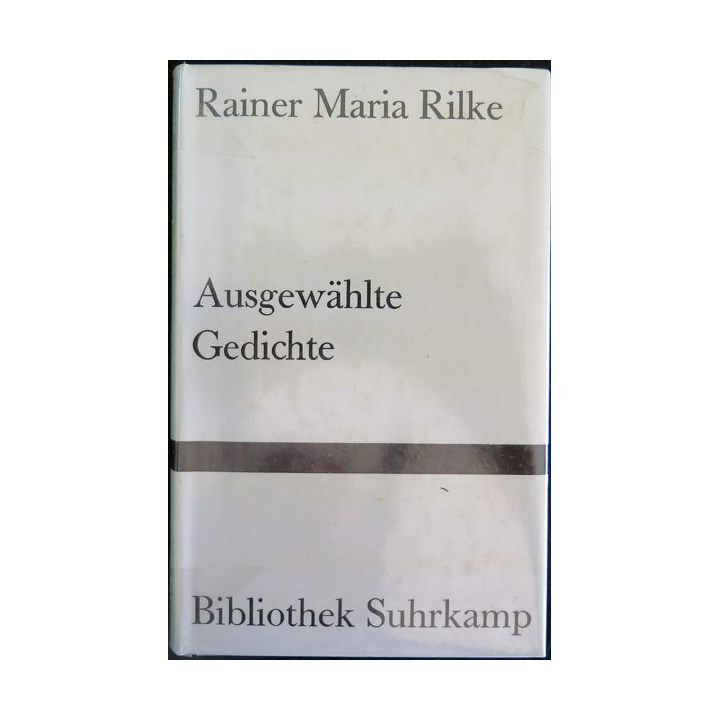 Rainer Maria Rilke
Ausgewählte
Gedichte
Bibliothek Suhrkamp